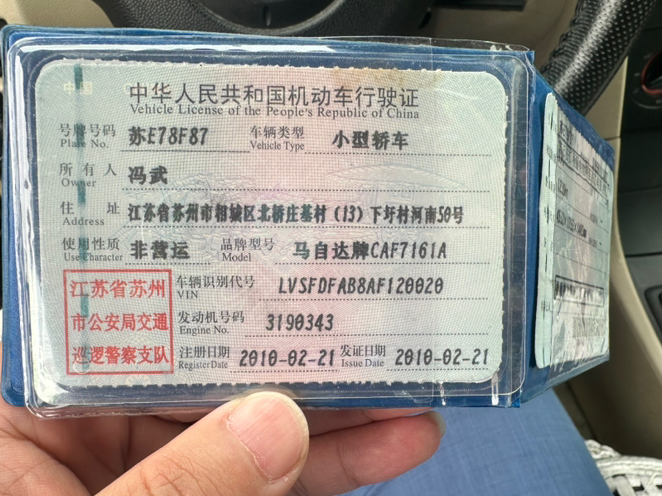 中华人民共和国机动车行驶证
Vehicle License of the People's Republic of China
号牌号码 苏E78F87 车辆类型 小型轿车
Plate No. Vehicle Type
所有人 冯武
Owner
住址 江苏省苏州市相城区北桥庄基村（13）下圩村河南50号
Address
使用性质 非营运 品牌型号 马自达牌CAF7161A
Use Character Model
江苏省苏州 车辆识别代号 LVSFDFAB8AF120020
VIN
市公安局交通 发动机号码 3190343
Engine No.
巡逻警察支队 注册日期 2010-02-21 发证日期 2010-02-21
Register Date Issue Date